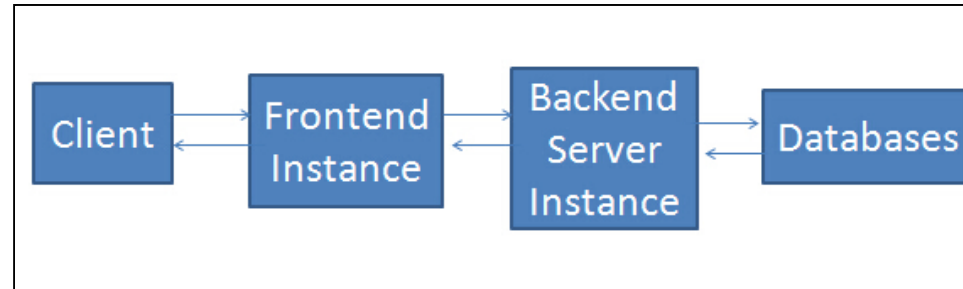 Client
Frontend
Instance
Backend
Server
Instance
Databases